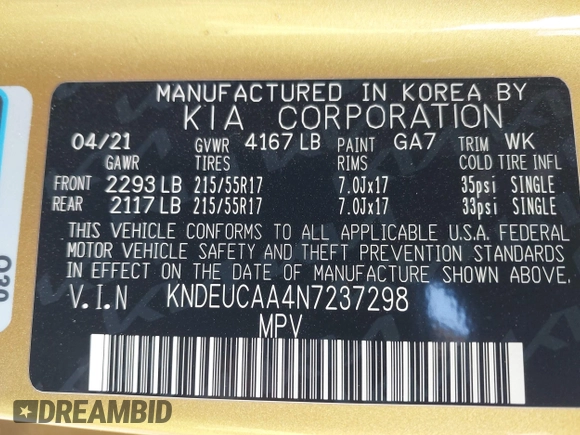 MANUFACTURED IN KOREA BY
KIA CORPORATION
04/21 GVWR 4167 LB PAINT GA7 TRIM WK
GAWR TIRES RIMS COLD TIRE INFL
FRONT 2293 LB 215/55R17 7.0Jx17 35psi SINGLE
REAR 2117 LB 215/55R17 7.0Jx17 33psi SINGLE
THIS VEHICLE CONFORMS TO ALL APPLICABLE U.S.A. FEDERAL
MOTOR VEHICLE SAFETY AND THEFT PREVENTION STANDARDS
IN EFFECT ON THE DATE OF MANUFACTURE SHOWN ABOVE.
V.I.N KNDEUCAA4N7237298
MPV
DREAMBID